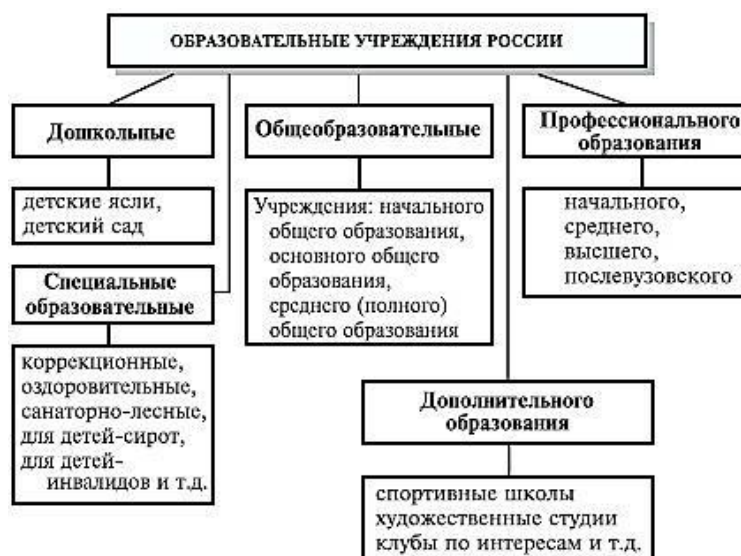 ОБРАЗОВАТЕЛЬНЫЕ УЧРЕЖДЕНИЯ РОССИИ
Дошкольные
детские ясли,
детский сад
Специальные
образовательные
коррекционные,
оздоровительные,
санаторно-лесные,
для детей-сирот,
для детей-
инвалидов и т.д.
Общеобразовательные
Учреждения: начального
общего образования,
основного общего
образования,
среднего (полного)
общего образования
Дополнительного
образования
спортивные школы
художественные студии
клубы по интересам и т.д.
Профессионального
образования
начального,
среднего,
высшего,
послевузовского